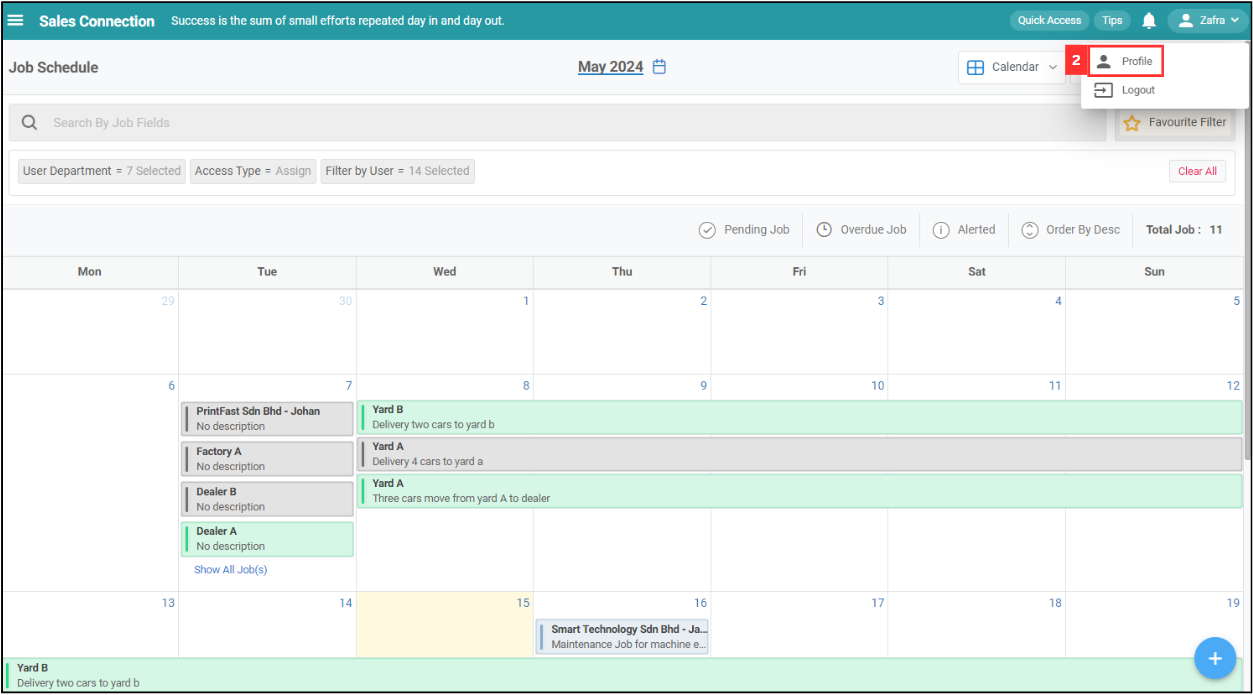 Sales Connection Success is the sum of small efforts repeated day in and day out. Quick Access Tips Zafra
Job Schedule May 2024 Calendar 2 Profile
Logout
Search By Job Fields Favourite Filter
User Department = 7 Selected Access Type = Assign Filter by User = 14 Selected Clear All
Pending Job Overdue Job Alerted Order By Desc Total Job : 11
Mon Tue Wed Thu Fri Sat Sun
29 30 1 2 3 4 5
6 7 8 9 10 11 12
PrintFast Sdn Bhd - Johan
No description
Factory A
No description
Dealer B
No description
Dealer A
No description
Show All Job(s)
Yard B
Delivery two cars to yard b
Yard A
Delivery 4 cars to yard a
Yard A
Three cars move from yard A to dealer
13 14 15 16 17 18 19
Smart Technology Sdn Bhd - Ja...
Maintenance Job for machine e...
Yard B
Delivery two cars to yard b